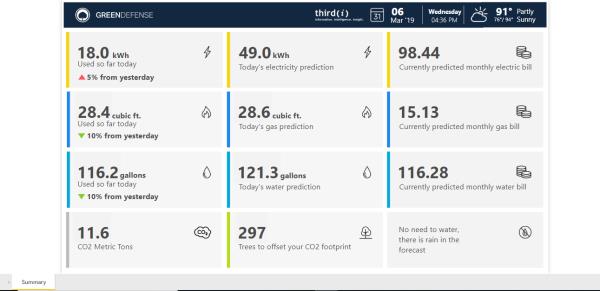 GREENDEFENSE
third(i)
information. intelligence. insight.
31
06
Mar '19
Wednesday
04:36 PM
91°
76°/ 94°
Partly
Sunny
18.0 kWh
Used so far today
5% from yesterday
49.0 kWh
Today's electricity prediction
98.44
Currently predicted monthly electric bill
28.4 cubic ft.
Used so far today
10% from yesterday
28.6 cubic ft.
Today's gas prediction
15.13
Currently predicted monthly gas bill
116.2 gallons
Used so far today
10% from yesterday
121.3 gallons
Today's water prediction
116.28
Currently predicted monthly water bill
11.6
CO2 Metric Tons
CO2
297
Trees to offset your CO2 footprint
No need to water,
there is rain in the
forecast
Summary